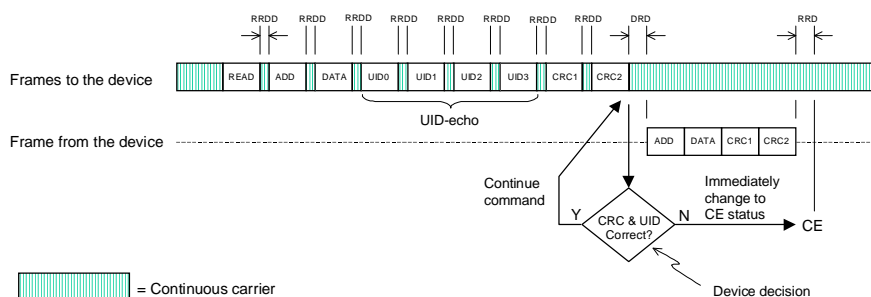 RRDD RRDD RRDD RRDD RRDD RRDD RRDD RRDD DRD RRD
Frames to the device
READ ADD DATA UID0 UID1 UID2 UID3 CRC1 CRC2
UID-echo
Frame from the device
ADD DATA CRC1 CRC2
Continue
command
Immediately
change to
CE status
Y
CRC & UID
Correct?
N
CE
= Continuous carrier
Device decision